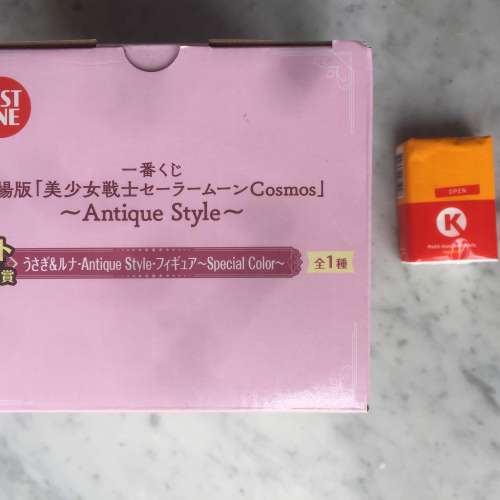 ST
NE
一番くじ
場版「美少女戦士セーラームーンCosmos」
～Antique Style～
ト
賞
うさぎ&ルナ-Antique Style-フィギュア～Special Color～
全1種
OPEN
K